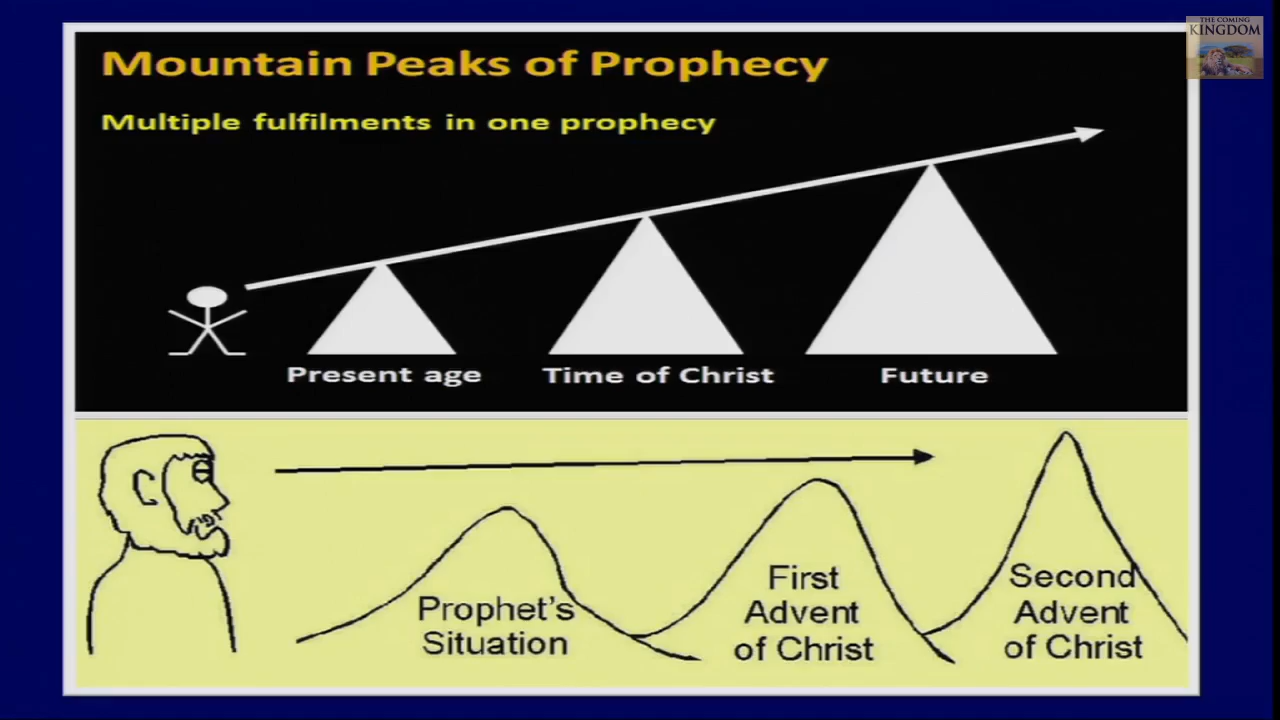 THE COMING
KINGDOM
Mountain Peaks of Prophecy
Multiple fulfilments in one prophecy
Present age
Time of Christ
Future
Prophet's
Situation
First
Advent
of Christ
Second
Advent
of Christ